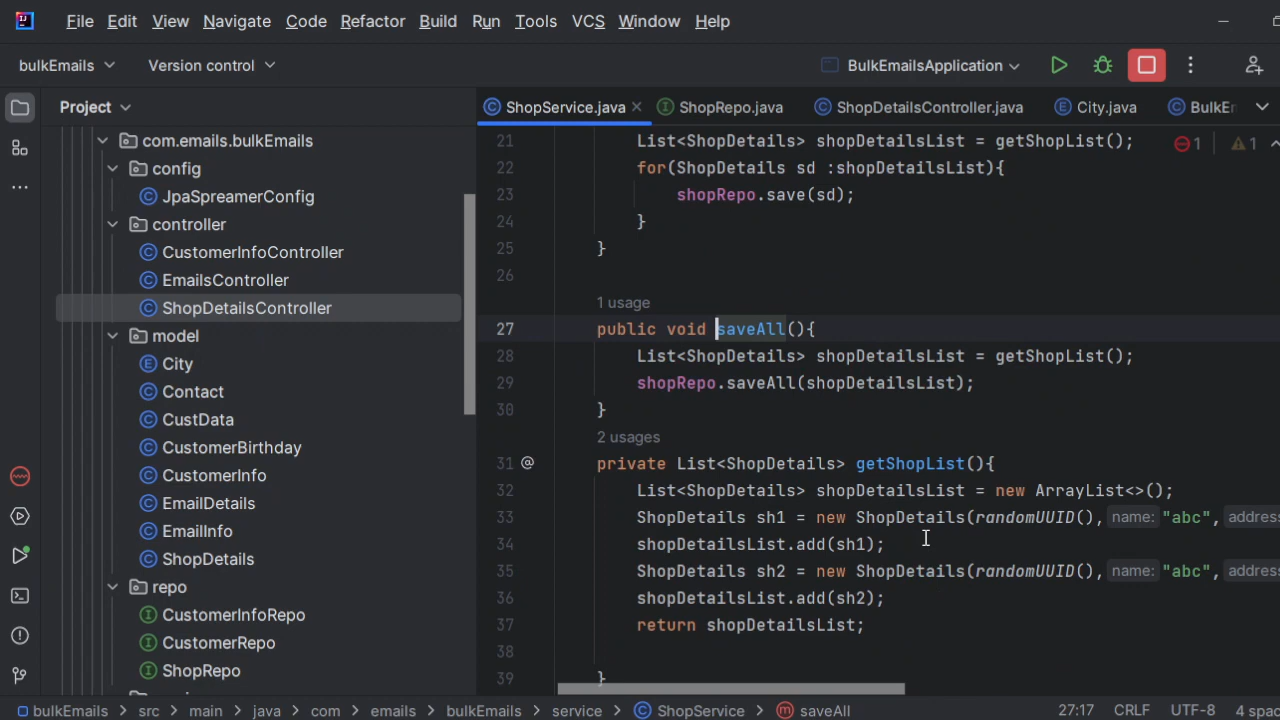 File Edit View Navigate Code Refactor Build Run Tools VCS Window Help
bulkEmails Version control BulkEmailsApplication
Project
ShopService.java ShopRepo.java ShopDetailsController.java City.java BulkEr
com.emails.bulkEmails
config
JpaSpreamerConfig
controller
CustomerInfoController
EmailsController
ShopDetailsController
model
City
Contact
CustData
CustomerBirthday
CustomerInfo
EmailDetails
EmailInfo
ShopDetails
repo
CustomerInfoRepo
CustomerRepo
ShopRepo
21 List<ShopDetails> shopDetailsList = getShopList(); 1 1
22 for(ShopDetails sd :shopDetailsList){
23 shopRepo.save(sd);
24 }
25 }
26
1 usage
27 public void saveAll(){
28 List<ShopDetails> shopDetailsList = getShopList();
29 shopRepo.saveAll(shopDetailsList);
30 }
2 usages
31 @ private List<ShopDetails> getShopList(){
32 List<ShopDetails> shopDetailsList = new ArrayList<>();
33 ShopDetails sh1 = new ShopDetails(randomUUID(), name: "abc", address
34 shopDetailsList.add(sh1);
35 ShopDetails sh2 = new ShopDetails(randomUUID(), name: "abc", address
36 shopDetailsList.add(sh2);
37 return shopDetailsList;
38
39 }
bulkEmails > src > main > java > com > emails > bulkEmails > service > ShopService > saveAll 27:17 CRLF UTF-8 4 spac